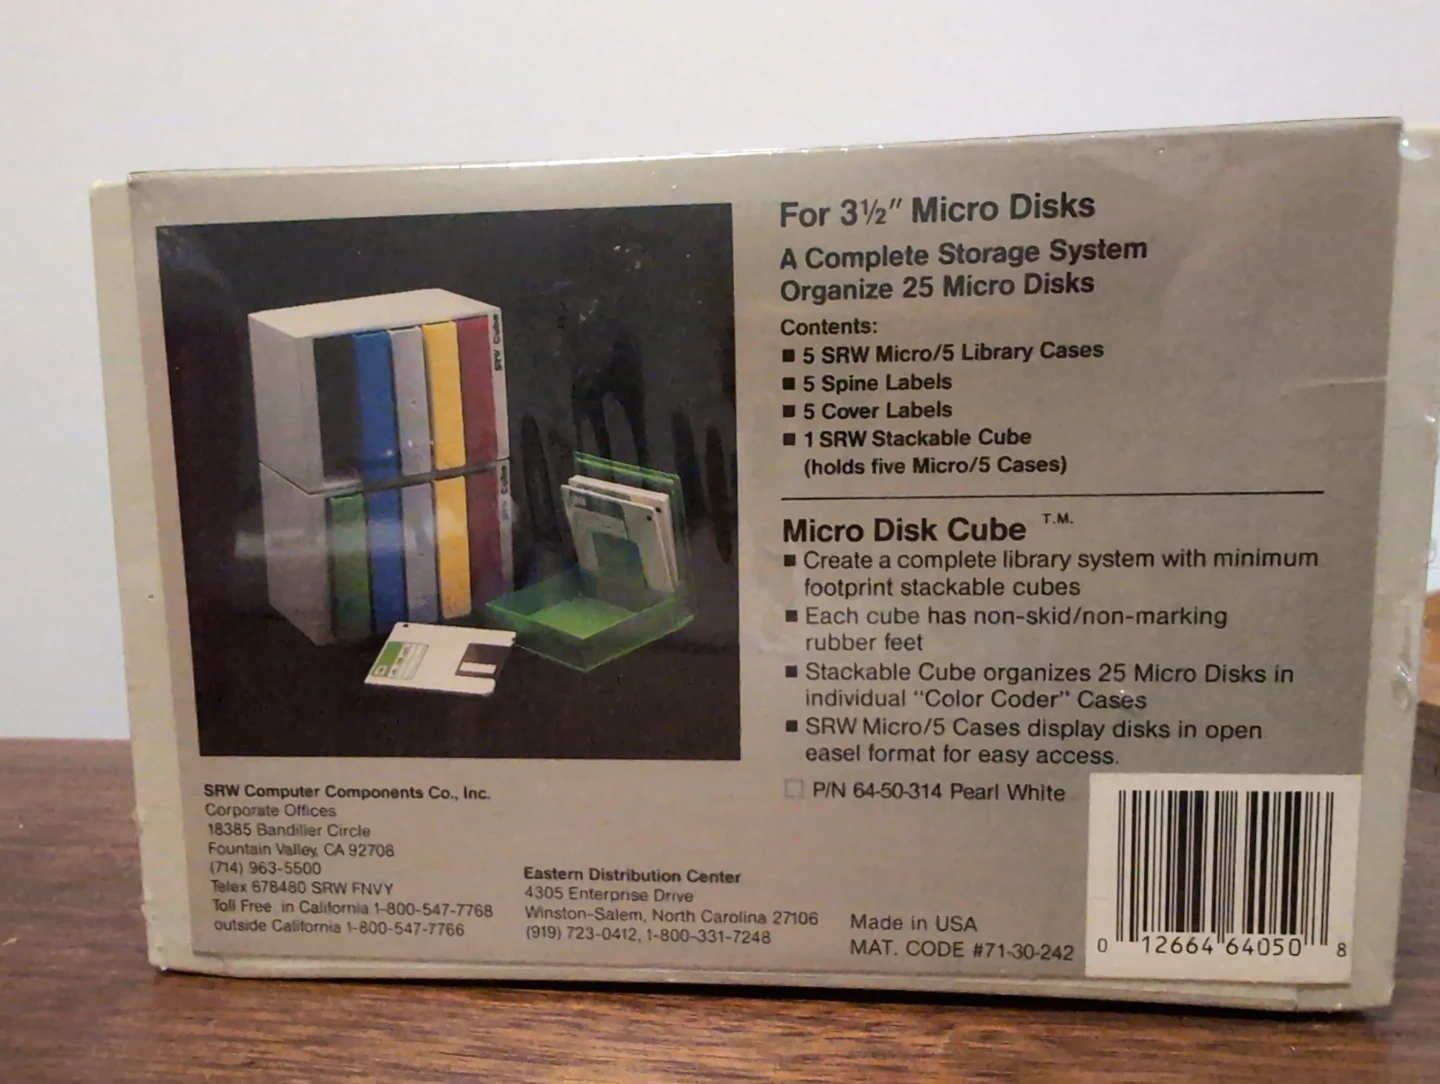 For 3½" Micro Disks
A Complete Storage System
Organize 25 Micro Disks
Contents:
■ 5 SRW Micro/5 Library Cases
■ 5 Spine Labels
■ 5 Cover Labels
■ 1 SRW Stackable Cube
(holds five Micro/5 Cases)
Micro Disk Cube T.M.
■ Create a complete library system with minimum
footprint stackable cubes
■ Each cube has non-skid/non-marking
rubber feet
■ Stackable Cube organizes 25 Micro Disks in
individual "Color Coder" Cases
■ SRW Micro/5 Cases display disks in open
easel format for easy access.
☐ P/N 64-50-314 Pearl White
SRW Cube
SRW Cube
SRW Computer Components Co., Inc.
Corporate Offices
18385 Bandilier Circle
Fountain Valley, CA 92708
(714) 963-5500
Telex 678480 SRW FNVY
Toll Free in California 1-800-547-7768
outside California 1-800-547-7766
Eastern Distribution Center
4305 Enterprise Drive
Winston-Salem, North Carolina 27106
(919) 723-0412, 1-800-331-7248
Made in USA
MAT. CODE #71-30-242
0 12664 64050 8